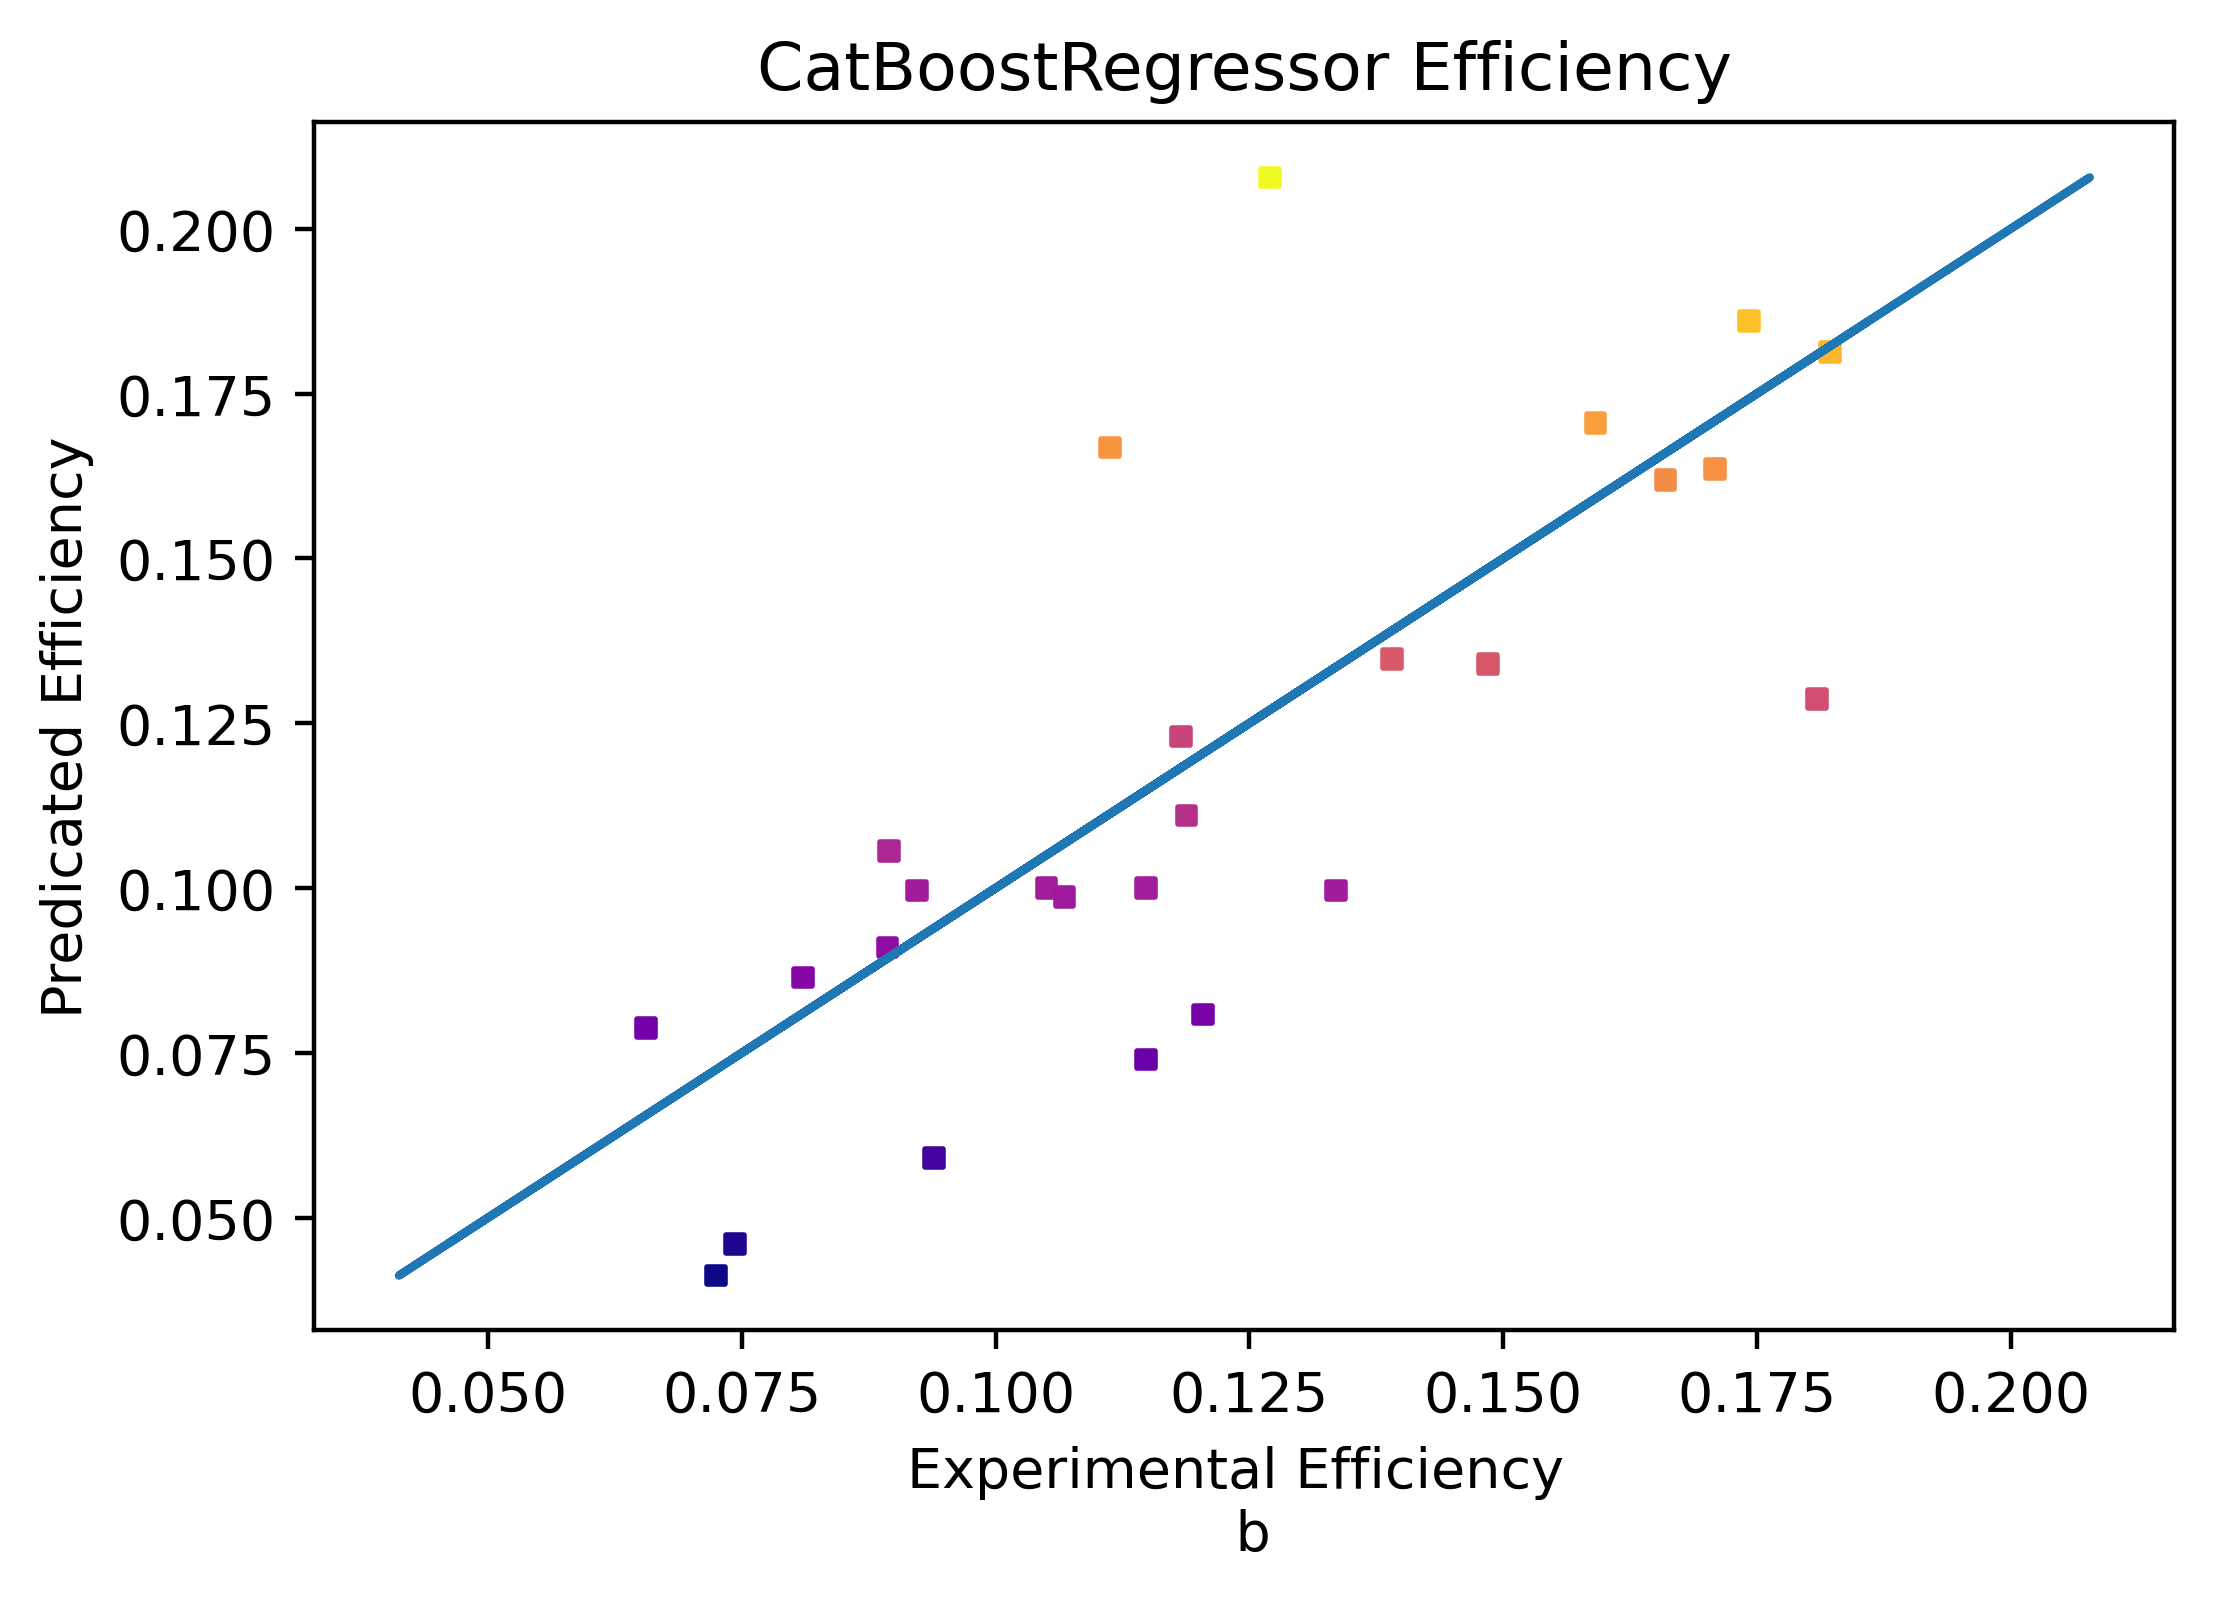 CatBoostRegressor Efficiency
Predicated Efficiency
0.200
0.175
0.150
0.125
0.100
0.075
0.050
0.050 0.075 0.100 0.125 0.150 0.175 0.200
Experimental Efficiency
b